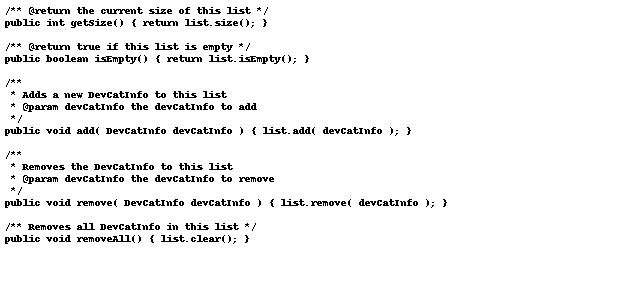 /** @return the current size of this list */
public int getSize() { return list.size(); }
/** @return true if this list is empty */
public boolean isEmpty() { return list.isEmpty(); }
/**
* Adds a new DevCatInfo to this list
* @param devCatInfo the devCatInfo to add
*/
public void add( DevCatInfo devCatInfo ) { list.add( devCatInfo ); }
/**
* Removes the DevCatInfo to this list
* @param devCatInfo the devCatInfo to remove
*/
public void remove( DevCatInfo devCatInfo ) { list.remove( devCatInfo ); }
/** Removes all DevCatInfo in this list */
public void removeAll() { list.clear(); }